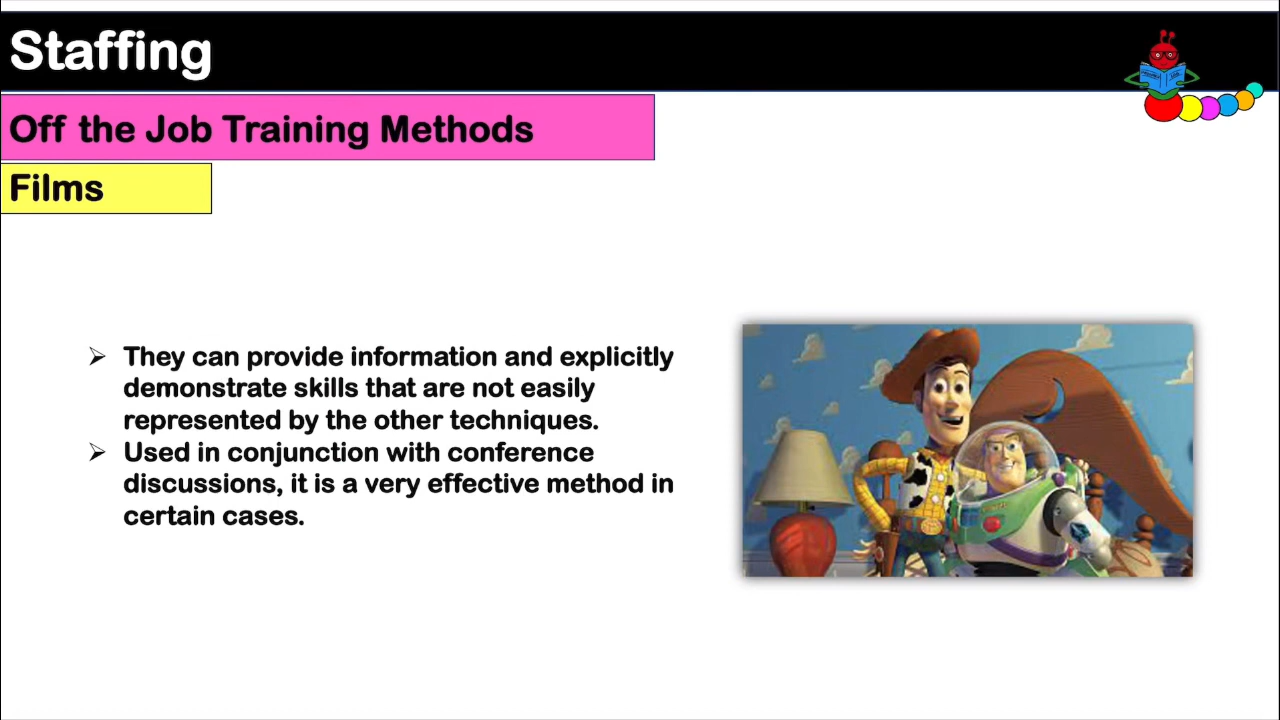 Staffing
Off the Job Training Methods
Films
They can provide information and explicitly
demonstrate skills that are not easily
represented by the other techniques.
Used in conjunction with conference
discussions, it is a very effective method in
certain cases.